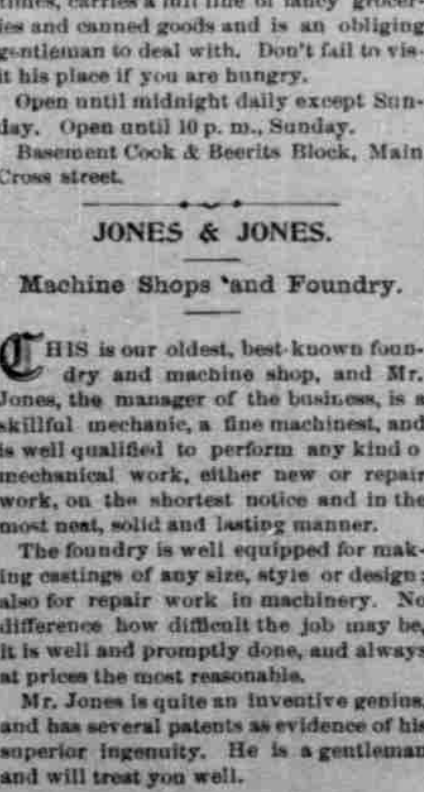 times, carries a full line of fancy grocer-
ies and canned goods and is an obliging
gentleman to deal with. Don't fail to vis-
it his place if you are hungry.
Open until midnight daily except Sun-
day. Open until 10 p. m., Sunday.
Basement Cook & Beerits Block, Main
Cross street.
JONES & JONES.
Machine Shops and Foundry.
THIS is our oldest, best-known foun-
dry and machine shop, and Mr.
Jones, the manager of the business, is a
skillful mechanic, a fine machinest, and
is well qualified to perform any kind o
mechanical work, either new or repair
work, on the shortest notice and in the
most neat, solid and lasting manner.
The foundry is well equipped for mak-
ing castings of any size, style or design;
also for repair work in machinery. No
difference how difficult the job may be,
it is well and promptly done, and always
at prices the most reasonable.
Mr. Jones is quite an inventive genius,
and has several patents as evidence of his
superior ingenuity. He is a gentleman
and will treat you well.